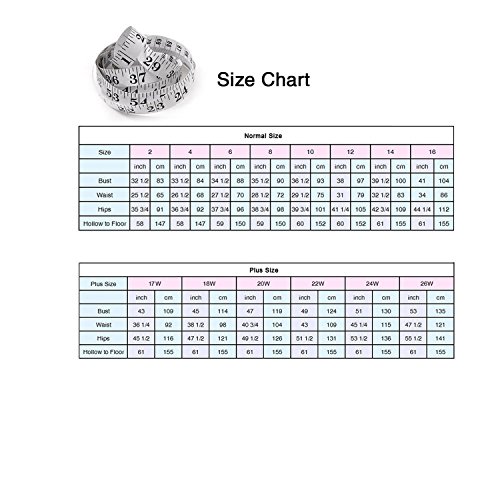 Size Chart
Normal Size
Size 2 4 6 8 10 12 14 16
inch cm inch cm inch cm inch cm inch cm inch cm inch cm inch cm
Bust 32 1/2 83 33 1/2 84 34 1/2 88 35 1/2 90 36 1/2 93 38 97 39 1/2 100 41 104
Waist 25 1/2 65 26 1/2 68 27 1/2 70 28 1/2 72 29 1/2 75 31 79 32 1/2 83 34 86
Hips 35 3/4 91 36 3/4 92 37 3/4 96 38 3/4 98 39 3/4 101 41 1/4 105 42 3/4 109 44 1/4 112
Hollow to Floor 58 147 58 147 59 150 59 150 60 152 60 152 61 155 61 155
Plus Size
Plus Size 17W 18W 20W 22W 24W 26W
inch cm inch cm inch cm inch cm inch cm inch cm
Bust 43 109 45 114 47 119 49 124 51 130 53 135
Waist 36 1/4 92 38 1/2 98 40 3/4 104 43 109 45 1/4 115 47 1/2 121
Hips 45 1/2 116 47 1/2 121 49 1/2 126 51 1/2 131 53 1/2 136 55 1/2 141
Hollow to Floor 61 155 61 155 61 155 61 155 61 155 61 155